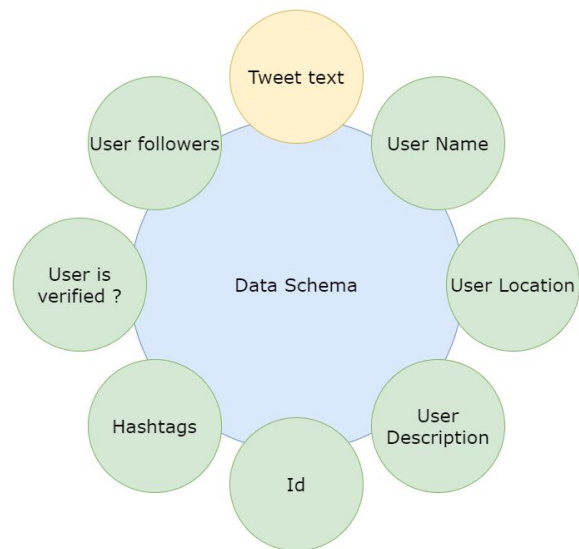 Tweet text
User followers
User Name
User is
verified ?
Data Schema
User Location
Hashtags
User
Description
Id